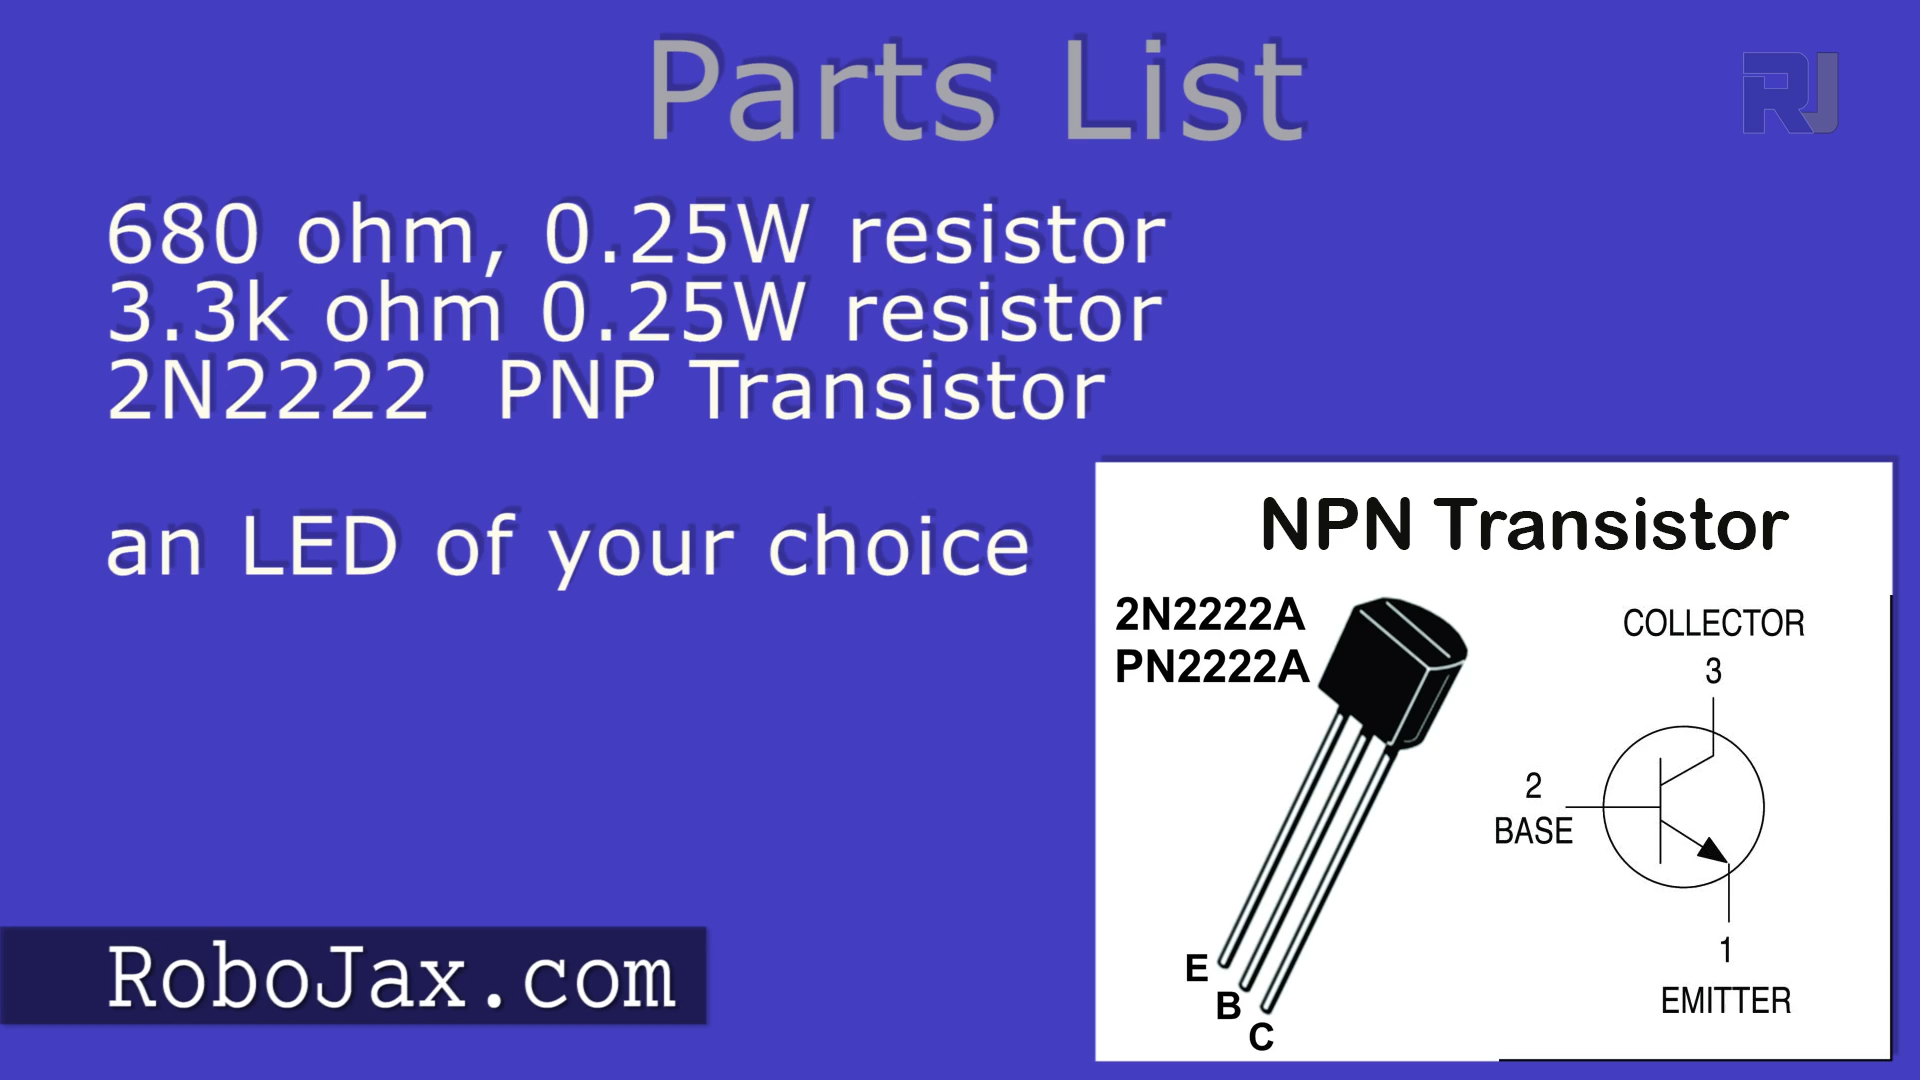 Parts List
RJ
680 ohm, 0.25W resistor
3.3k ohm 0.25W resistor
2N2222 PNP Transistor
an LED of your choice
NPN Transistor
2N2222A
PN2222A
COLLECTOR
3
2
BASE
1
EMITTER
E
B
C
RoboJax.com